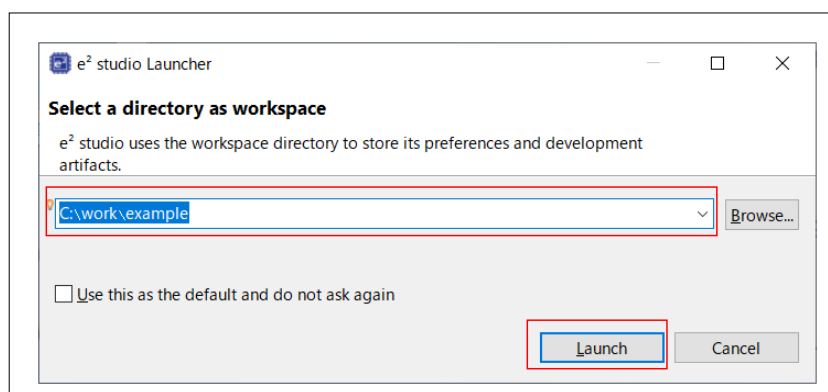 e² studio Launcher
Select a directory as workspace
e² studio uses the workspace directory to store its preferences and development
artifacts.
C:\work\example
Browse...
Use this as the default and do not ask again
Launch Cancel